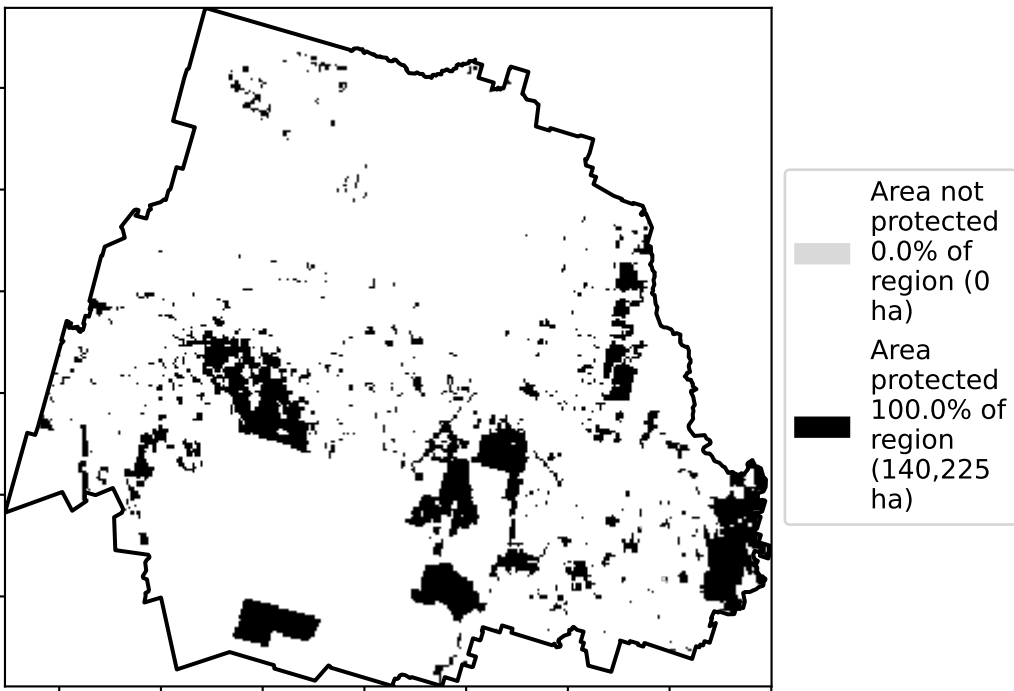 Area not
protected
0.0% of
region (0
ha)
Area
protected
100.0% of
region
(140,225
ha)